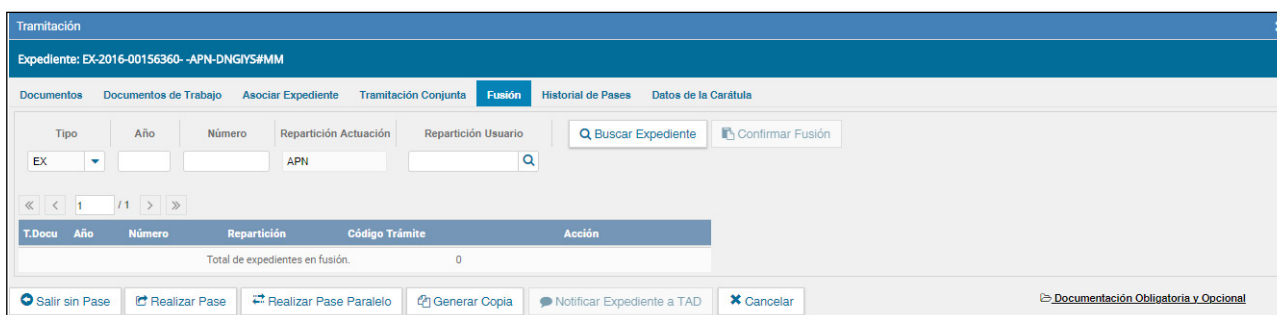 Tramitación
Expediente: EX-2016-00156360- -APN-DNGIYS#MM
Documentos Documentos de Trabajo Asociar Expediente Tramitación Conjunta Fusión Historial de Pases Datos de la Carátula
Tipo Año Número Repartición Actuación Repartición Usuario Buscar Expediente Confirmar Fusión
EX APN
1 / 1
T.Docu Año Número Repartición Código Trámite Acción
Total de expedientes en fusión. 0
Salir sin Pase Realizar Pase Realizar Pase Paralelo Generar Copia Notificar Expediente a TAD Cancelar Documentación Obligatoria y Opcional